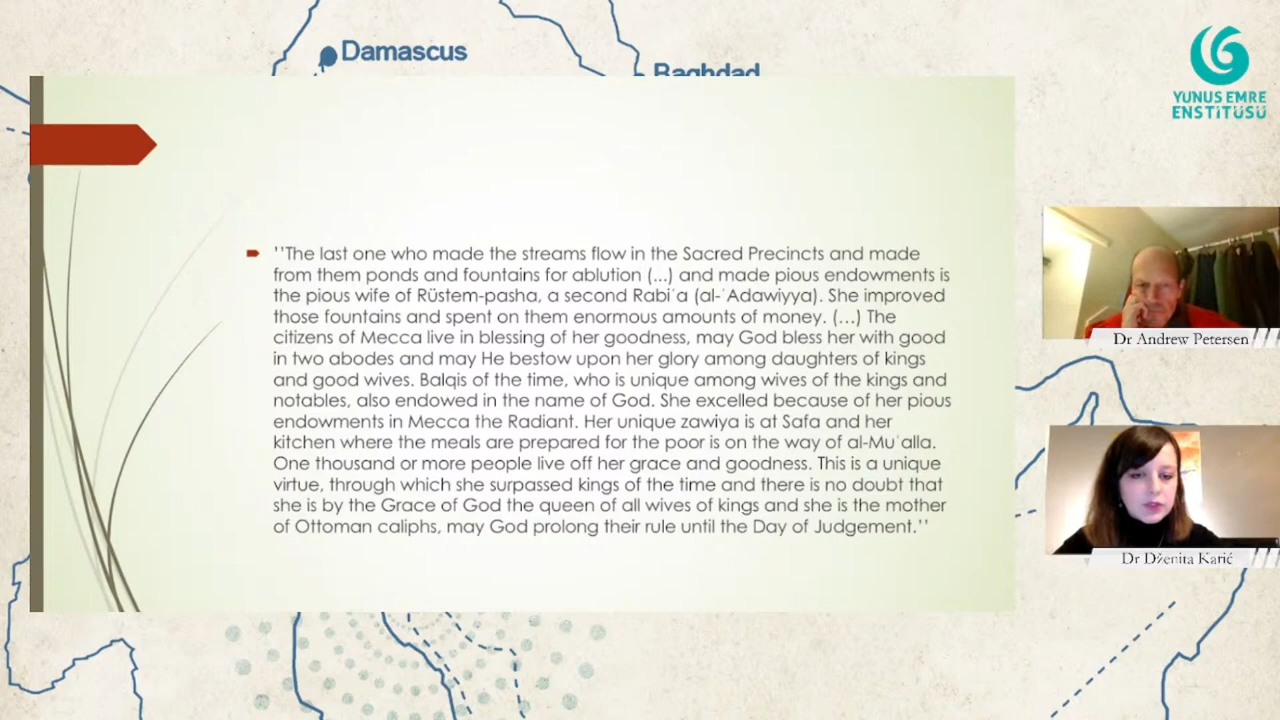 Damascus
Baghdad
YUNUS EMRE
ENSTİTÜSÜ
''The last one who made the streams flow in the Sacred Precincts and made
from them ponds and fountains for ablution (...) and made pious endowments is
the pious wife of Rüstem-pasha, a second Rabiʿa (al-ʿAdawiyya). She improved
those fountains and spent on them enormous amounts of money. (…) The
citizens of Mecca live in blessing of her goodness, may God bless her with good
in two abodes and may He bestow upon her glory among daughters of kings
and good wives. Balqis of the time, who is unique among wives of the kings and
notables, also endowed in the name of God. She excelled because of her pious
endowments in Mecca the Radiant. Her unique zawiya is at Safa and her
kitchen where the meals are prepared for the poor is on the way of al-Muʿalla.
One thousand or more people live off her grace and goodness. This is a unique
virtue, through which she surpassed kings of the time and there is no doubt that
she is by the Grace of God the queen of all wives of kings and she is the mother
of Ottoman caliphs, may God prolong their rule until the Day of Judgement.''
Dr Andrew Petersen
Dr Dženita Karić